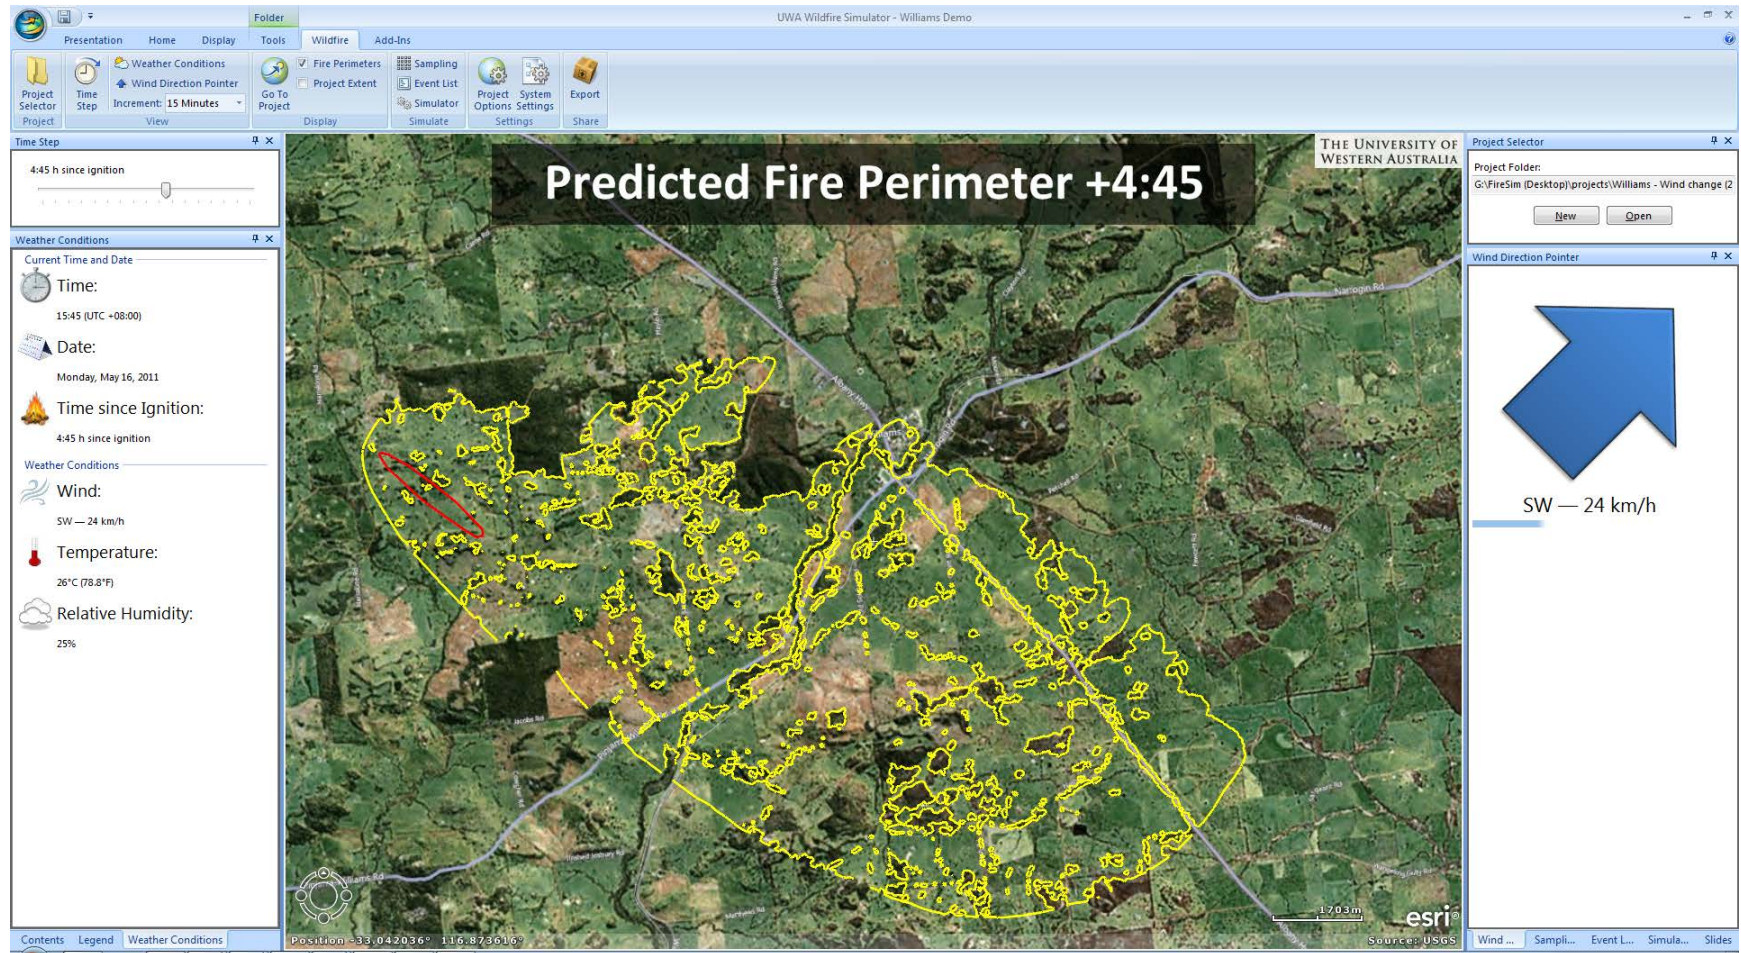 Folder
UWA Wildfire Simulator - Williams Demo
Presentation Home Display Tools Wildfire Add-Ins
Project Selector
Time Step
Weather Conditions
Wind Direction Pointer
Increment: 15 Minutes
Go To Project
Fire Perimeters
Project Extent
Sampling
Event List
Simulator
Project Options
System Settings
Export
Project View Display Simulate Settings Share
Time Step
4:45 h since ignition
Weather Conditions
Current Time and Date
Time:
15:45 (UTC +08:00)
Date:
Monday, May 16, 2011
Time since Ignition:
4:45 h since ignition
Weather Conditions
Wind:
SW — 24 km/h
Temperature:
26°C (78.8°F)
Relative Humidity:
25%
Contents Legend Weather Conditions
Predicted Fire Perimeter +4:45
THE UNIVERSITY OF
WESTERN AUSTRALIA
Narrogin Rd
Albany Hwy
Williams
Jacobs Rd
Williams Rd
Position -33.042036° 116.873616°
1703m
esri
Source: USGS
Project Selector
Project Folder:
G:\FireSim (Desktop)\projects\Williams - Wind change (2
New Open
Wind Direction Pointer
SW — 24 km/h
Wind ... Sampli... Event L... Simula... Slides